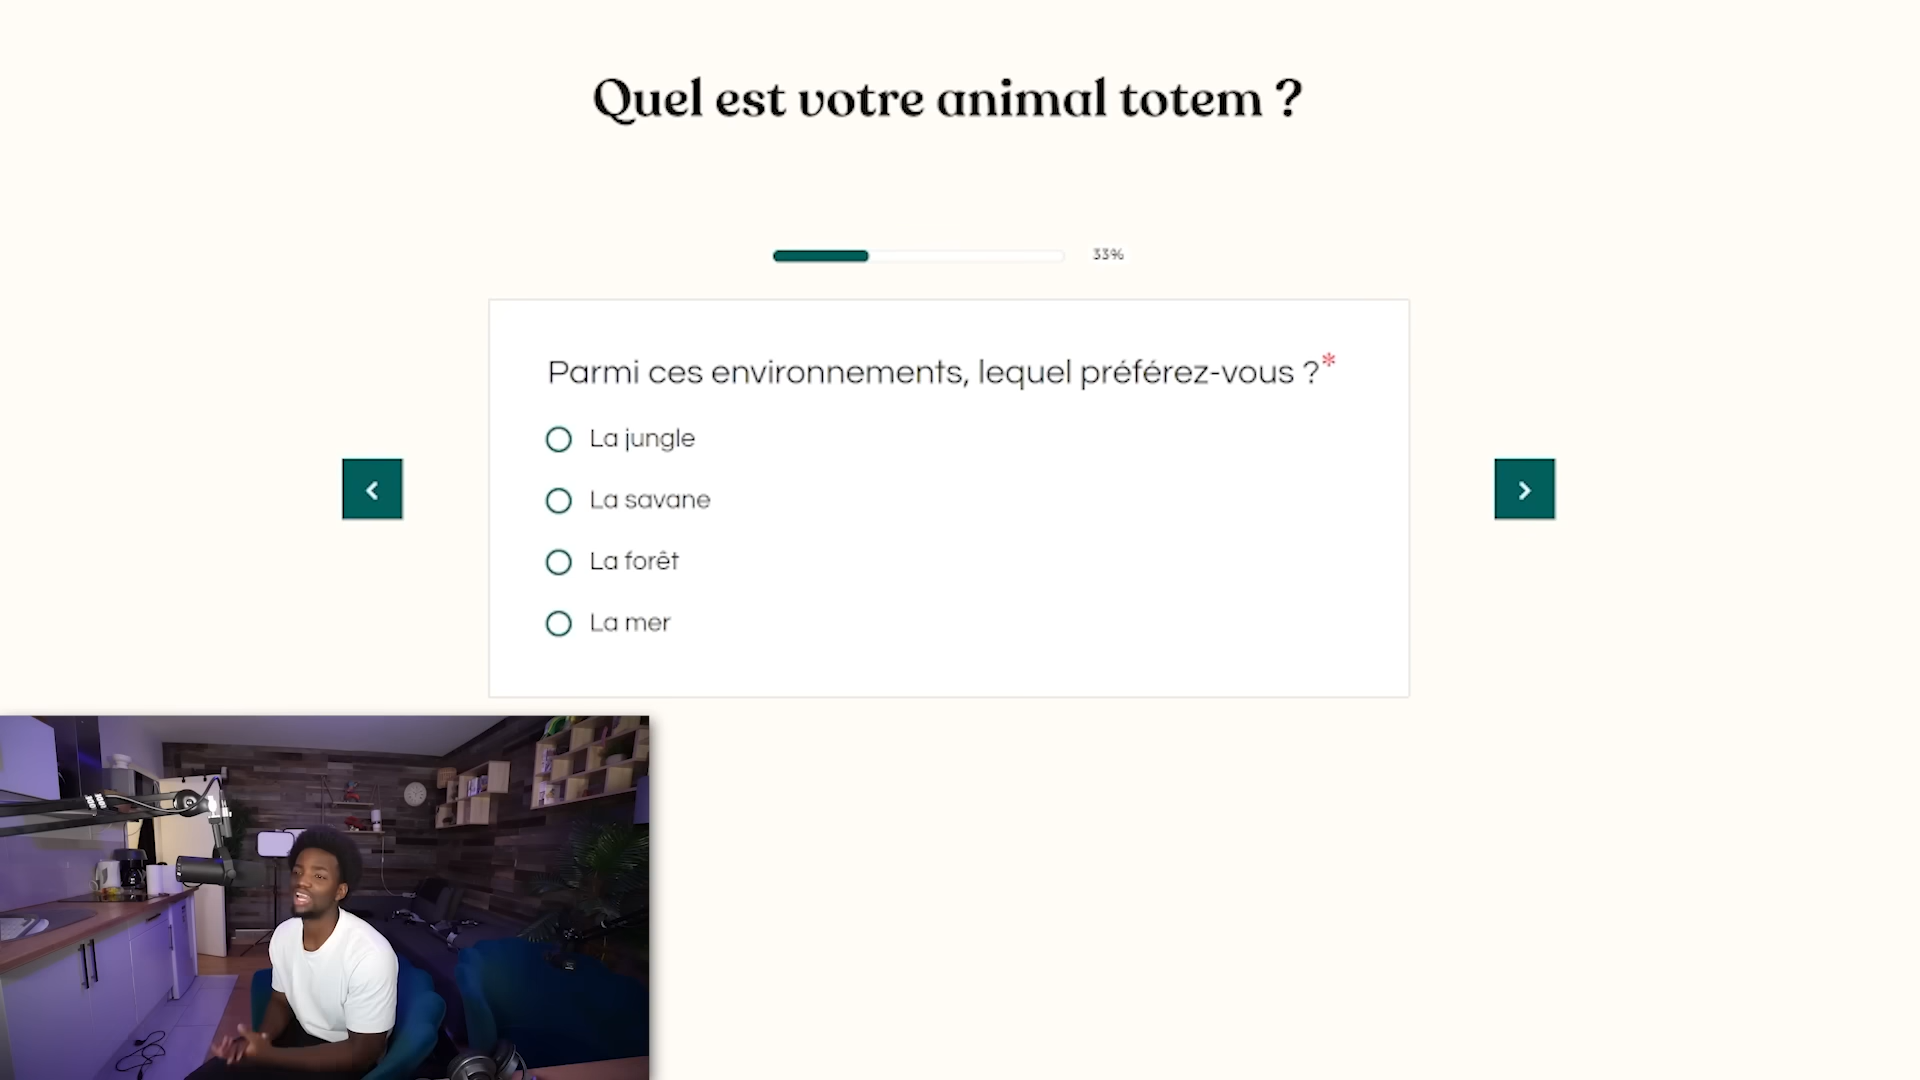 Quel est votre animal totem ?
33%
Parmi ces environnements, lequel préférez-vous ?*
La jungle
La savane
La forêt
La mer